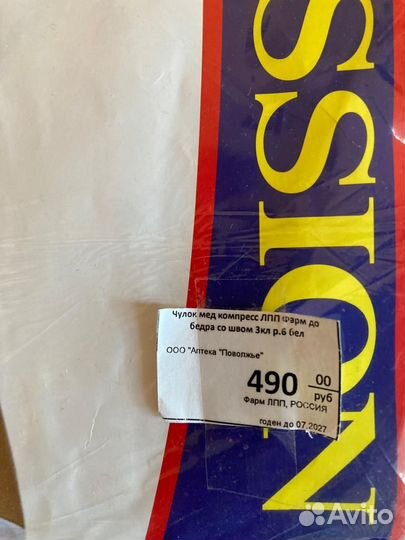 NOISS
Чулок мед компресс ЛПП Фарм до
бедра со швом 3кл р.6 бел
ООО "Аптека "Поволжье"
490 00
руб
Фарм ЛПП, РОССИЯ
годен до 07.2027
Avito